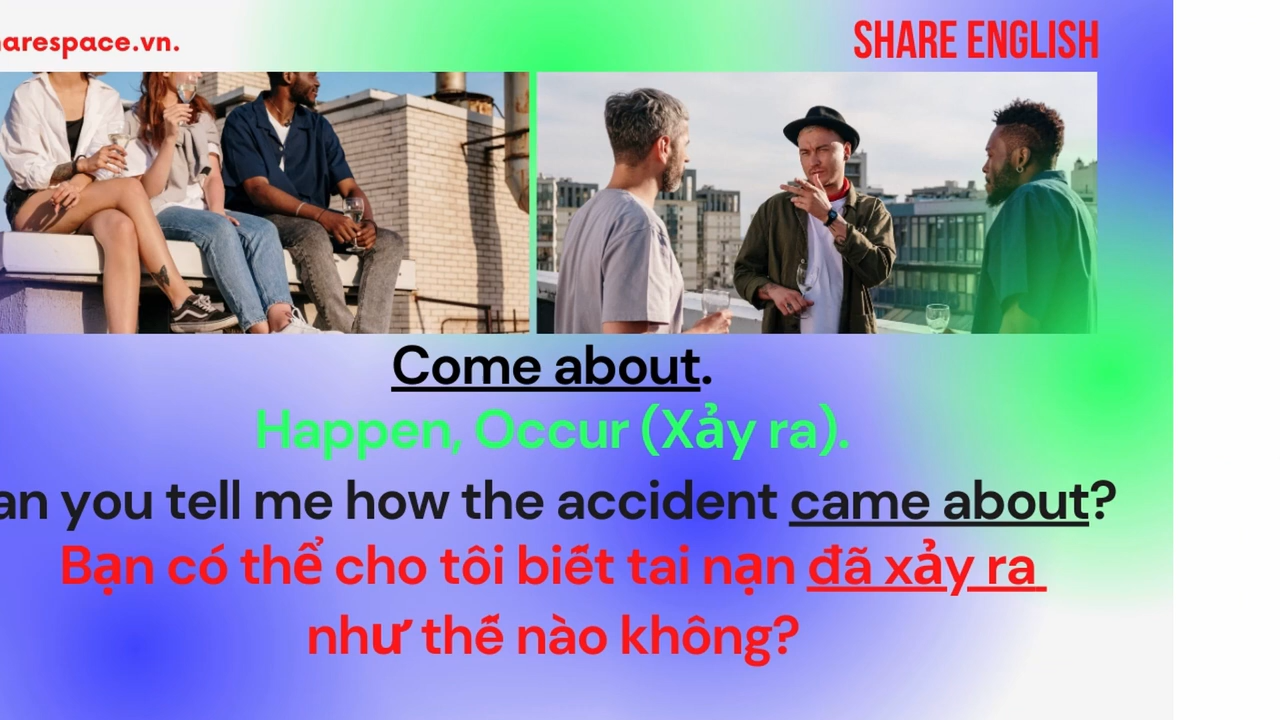 arespace.vn.
SHARE ENGLISH
Come about.
Happen, Occur (Xảy ra).
an you tell me how the accident came about?
Bạn có thể cho tôi biết tai nạn đã xảy ra
như thế nào không?